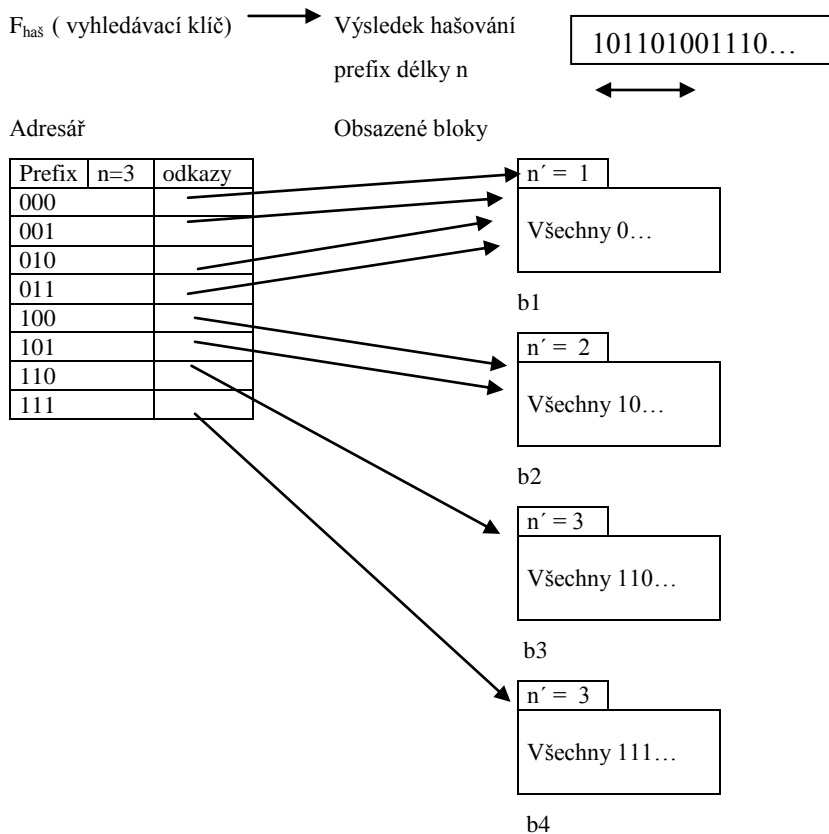 Fhaš ( vyhledávací klíč) Výsledek hašování
prefix délky n
101101001110…
Adresář
Obsazené bloky
Prefix n=3 odkazy
000
001
010
011
100
101
110
111
n´ = 1
Všechny 0…
b1
n´ = 2
Všechny 10…
b2
n´ = 3
Všechny 110…
b3
n´ = 3
Všechny 111…
b4